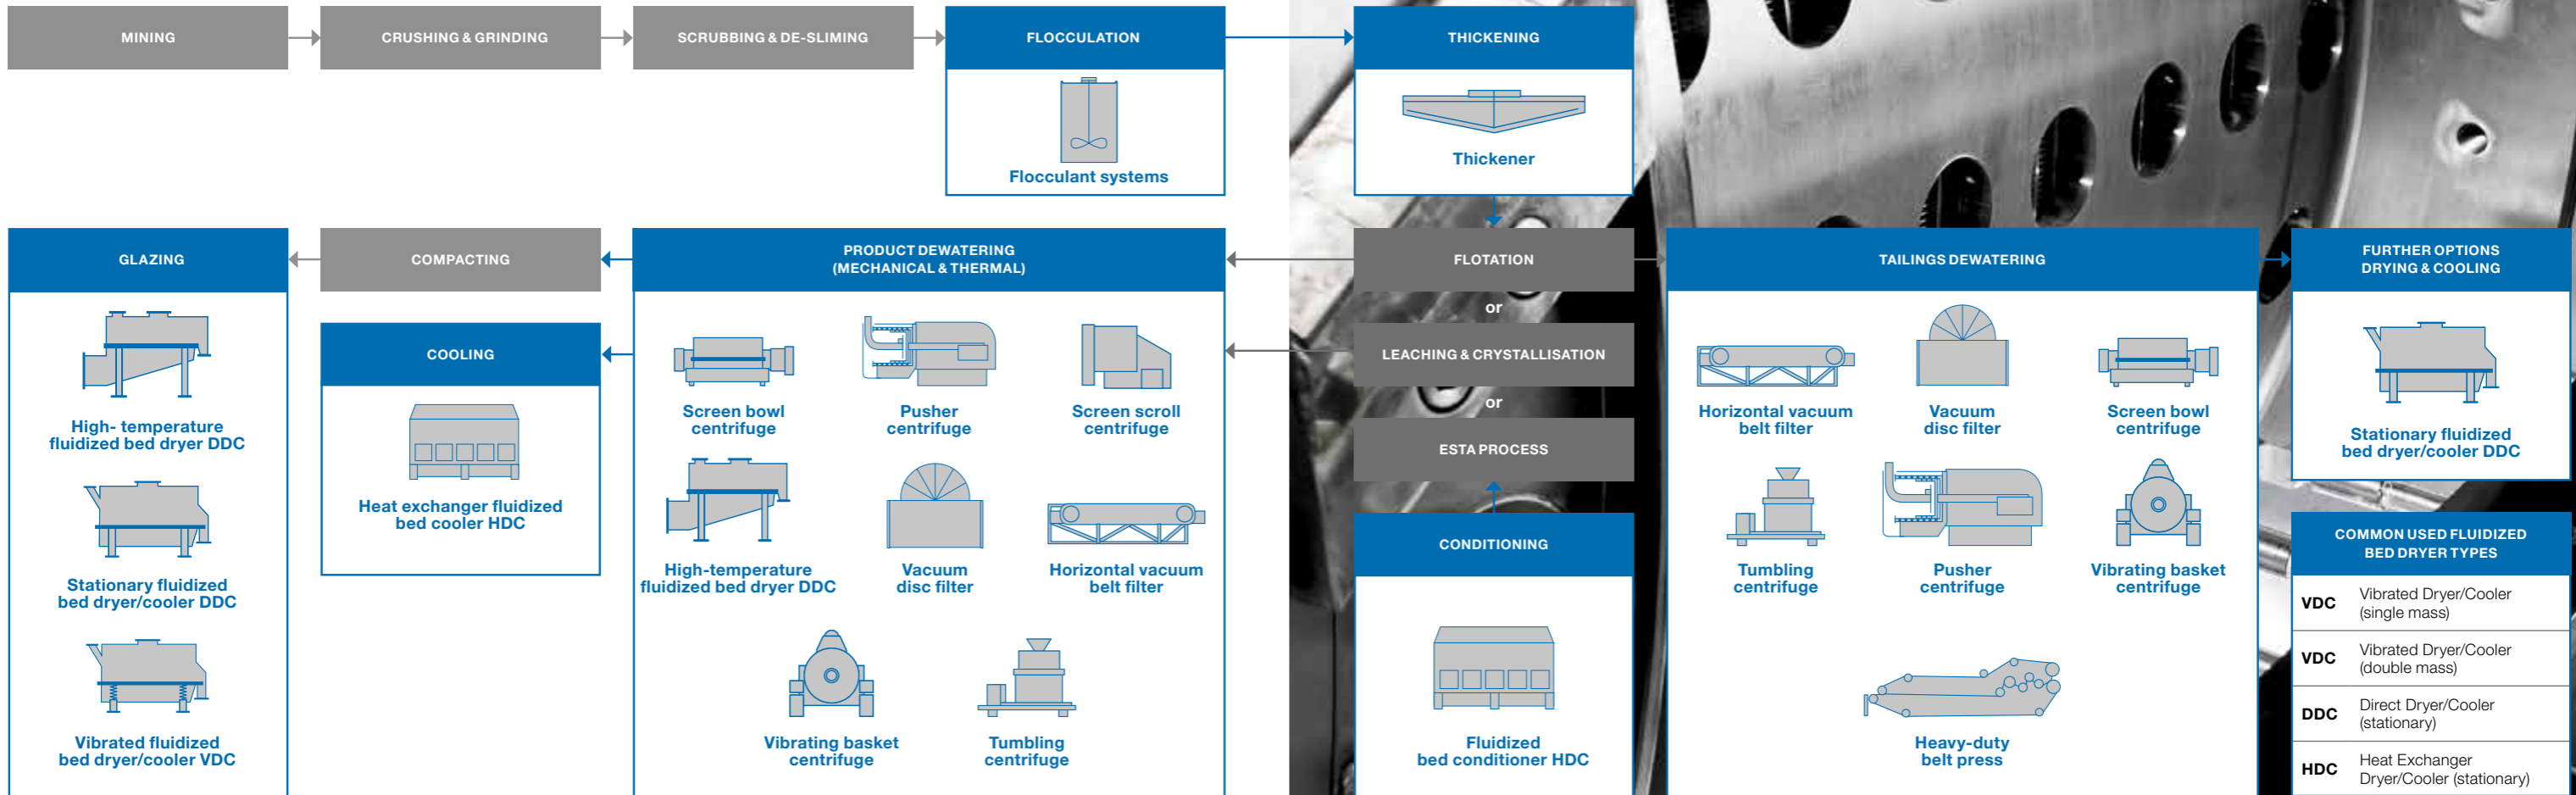 MINING
CRUSHING & GRINDING
SCRUBBING & DE-SLIMING
FLOCCULATION
Flocculant systems
THICKENING
Thickener
GLAZING
High- temperature
fluidized bed dryer DDC
Stationary fluidized
bed dryer/cooler DDC
Vibrated fluidized
bed dryer/cooler VDC
COMPACTING
COOLING
Heat exchanger fluidized
bed cooler HDC
PRODUCT DEWATERING
(MECHANICAL & THERMAL)
Screen bowl
centrifuge
Pusher
centrifuge
Screen scroll
centrifuge
High-temperature
fluidized bed dryer DDC
Vacuum
disc filter
Horizontal vacuum
belt filter
Vibrating basket
centrifuge
Tumbling
centrifuge
FLOTATION
or
LEACHING & CRYSTALLISATION
or
ESTA PROCESS
CONDITIONING
Fluidized
bed conditioner HDC
TAILINGS DEWATERING
Horizontal vacuum
belt filter
Vacuum
disc filter
Screen bowl
centrifuge
Tumbling
centrifuge
Pusher
centrifuge
Vibrating basket
centrifuge
Heavy-duty
belt press
FURTHER OPTIONS
DRYING & COOLING
Stationary fluidized
bed dryer/cooler DDC
COMMON USED FLUIDIZED
BED DRYER TYPES
VDC Vibrated Dryer/Cooler
(single mass)
VDC Vibrated Dryer/Cooler
(double mass)
DDC Direct Dryer/Cooler
(stationary)
HDC Heat Exchanger
Dryer/Cooler (stationary)